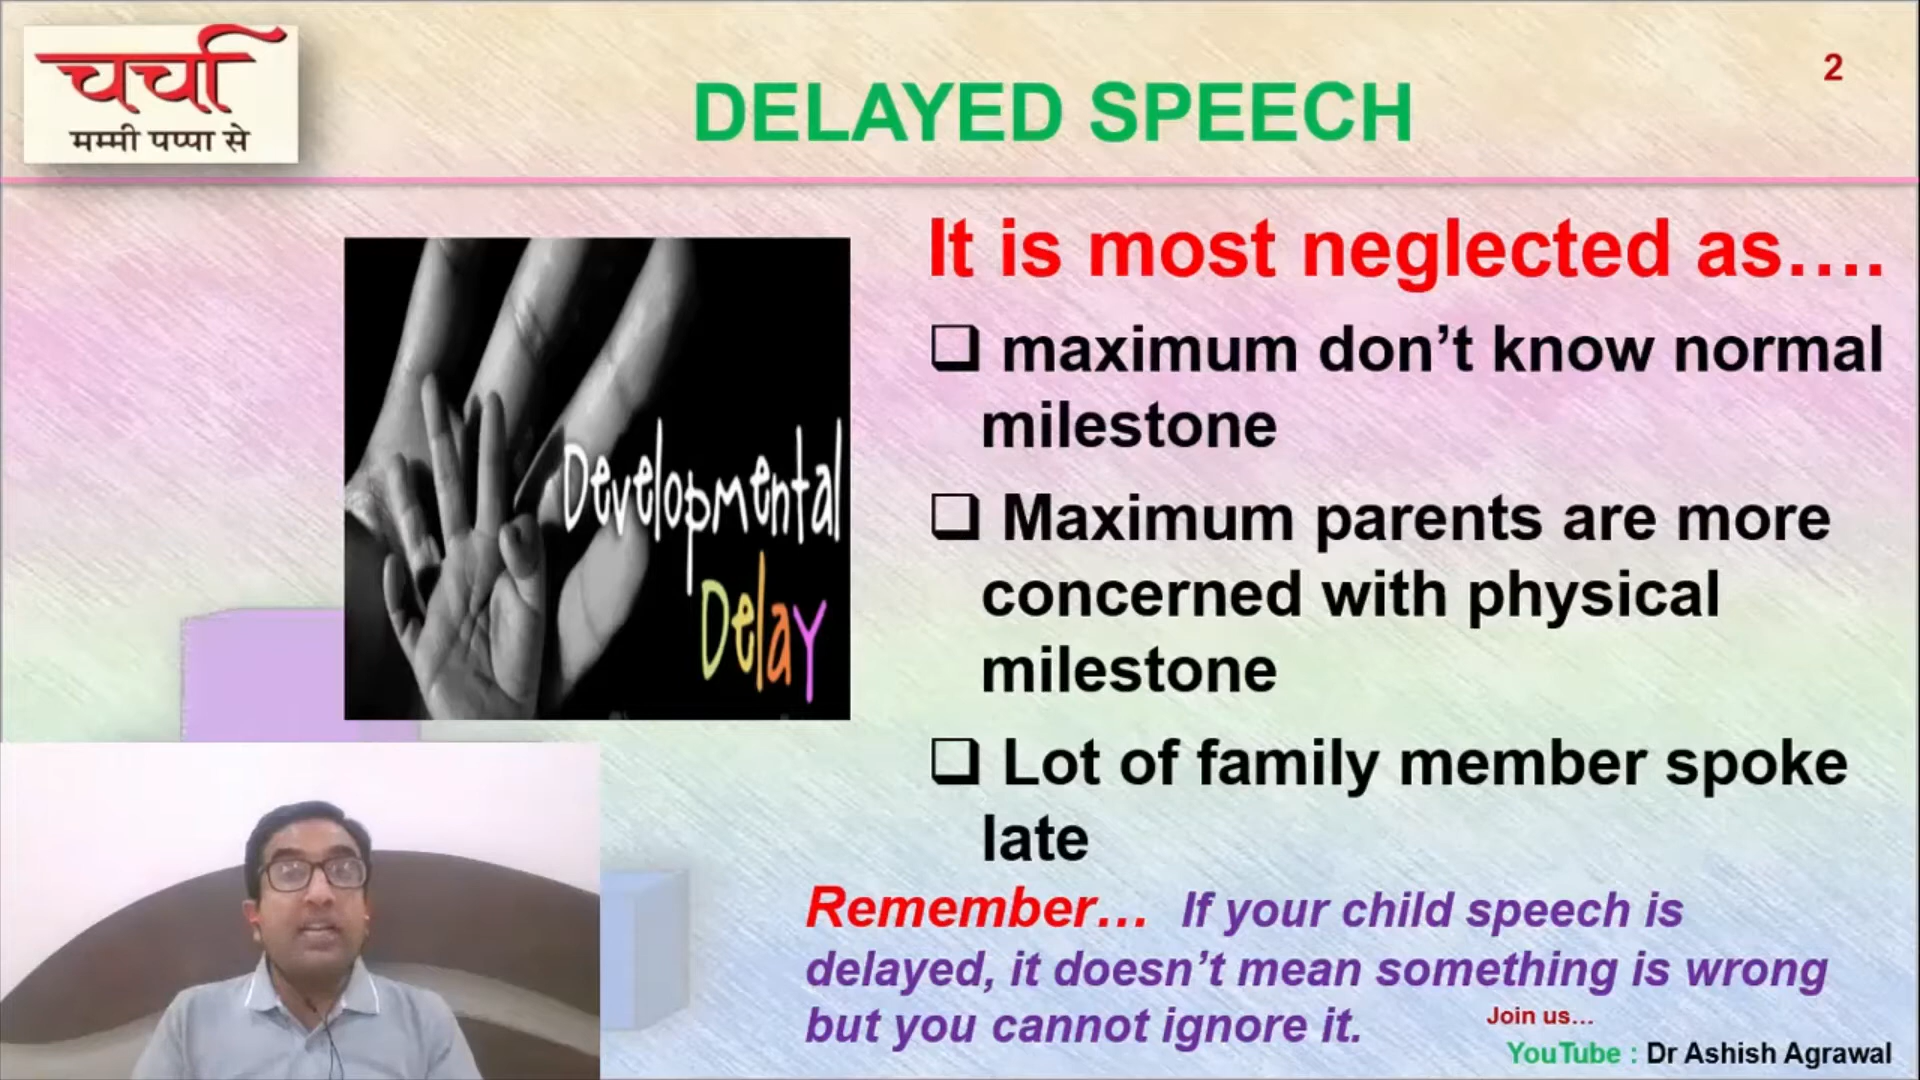 चर्चा
मम्मी पप्पा से
DELAYED SPEECH
2
It is most neglected as….
❑ maximum don’t know normal
milestone
❑ Maximum parents are more
concerned with physical
milestone
❑ Lot of family member spoke
late
Developmental
Delay
Remember… If your child speech is
delayed, it doesn’t mean something is wrong
but you cannot ignore it.
Join us…
YouTube : Dr Ashish Agrawal